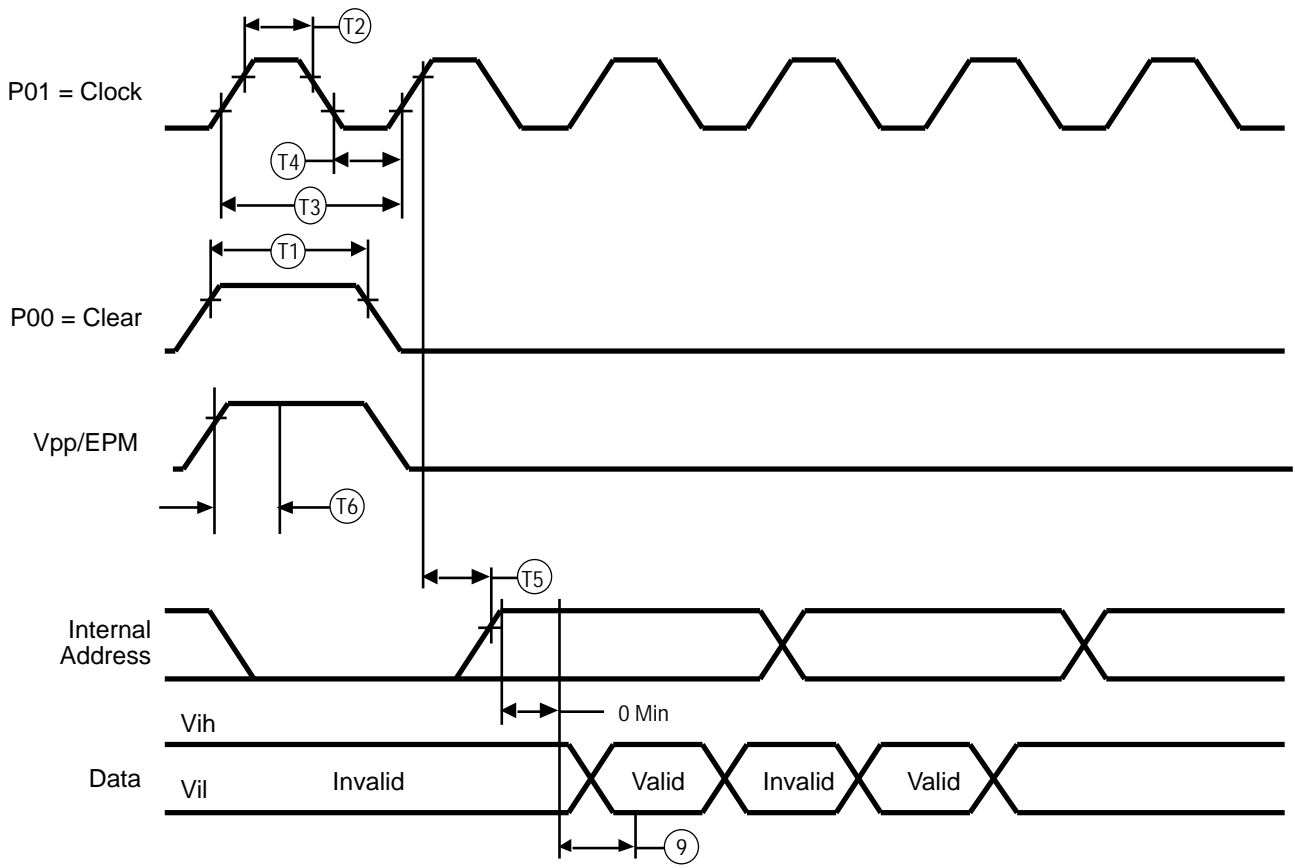 T2
P01 = Clock
T4
T3
T1
P00 = Clear
Vpp/EPM
T6
T5
Internal
Address
0 Min
Vih
Data
Vil
Invalid
Valid
Invalid
Valid
9